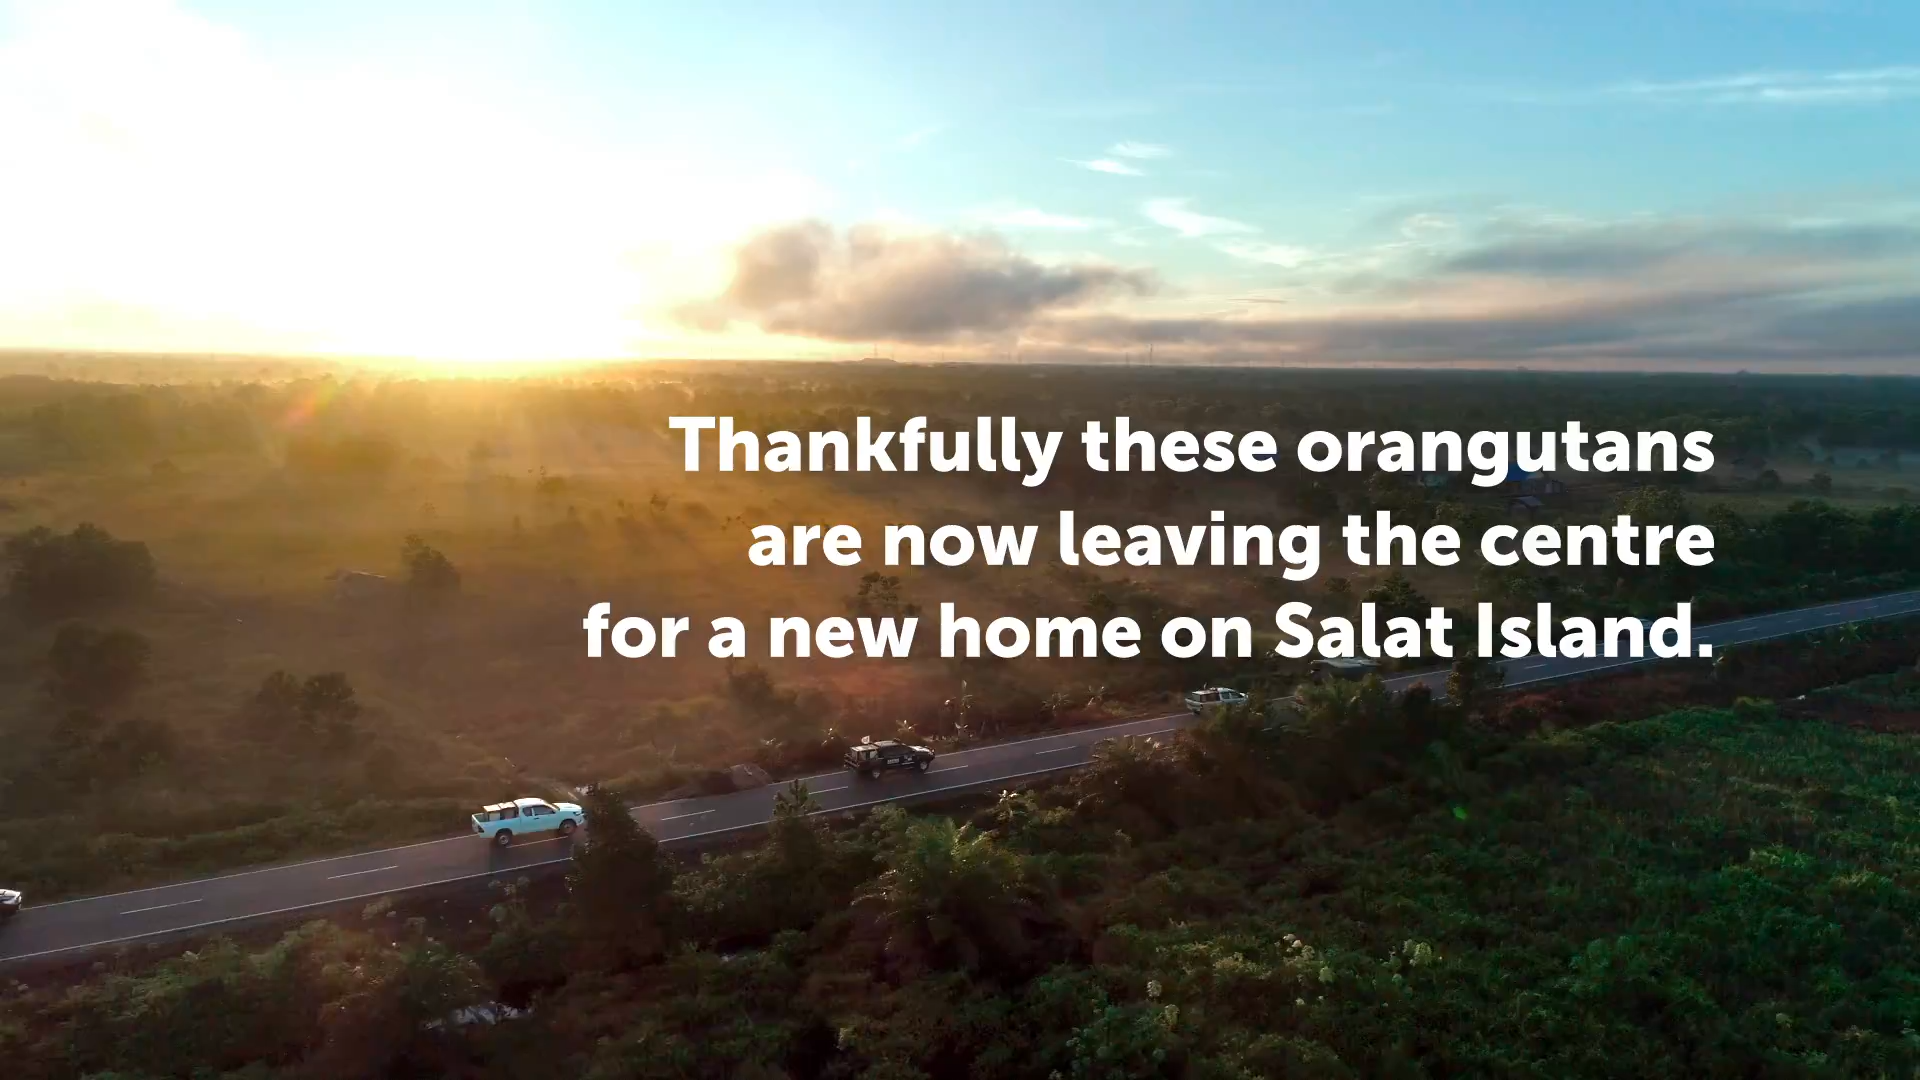 Thankfully these orangutans
are now leaving the centre
for a new home on Salat Island.